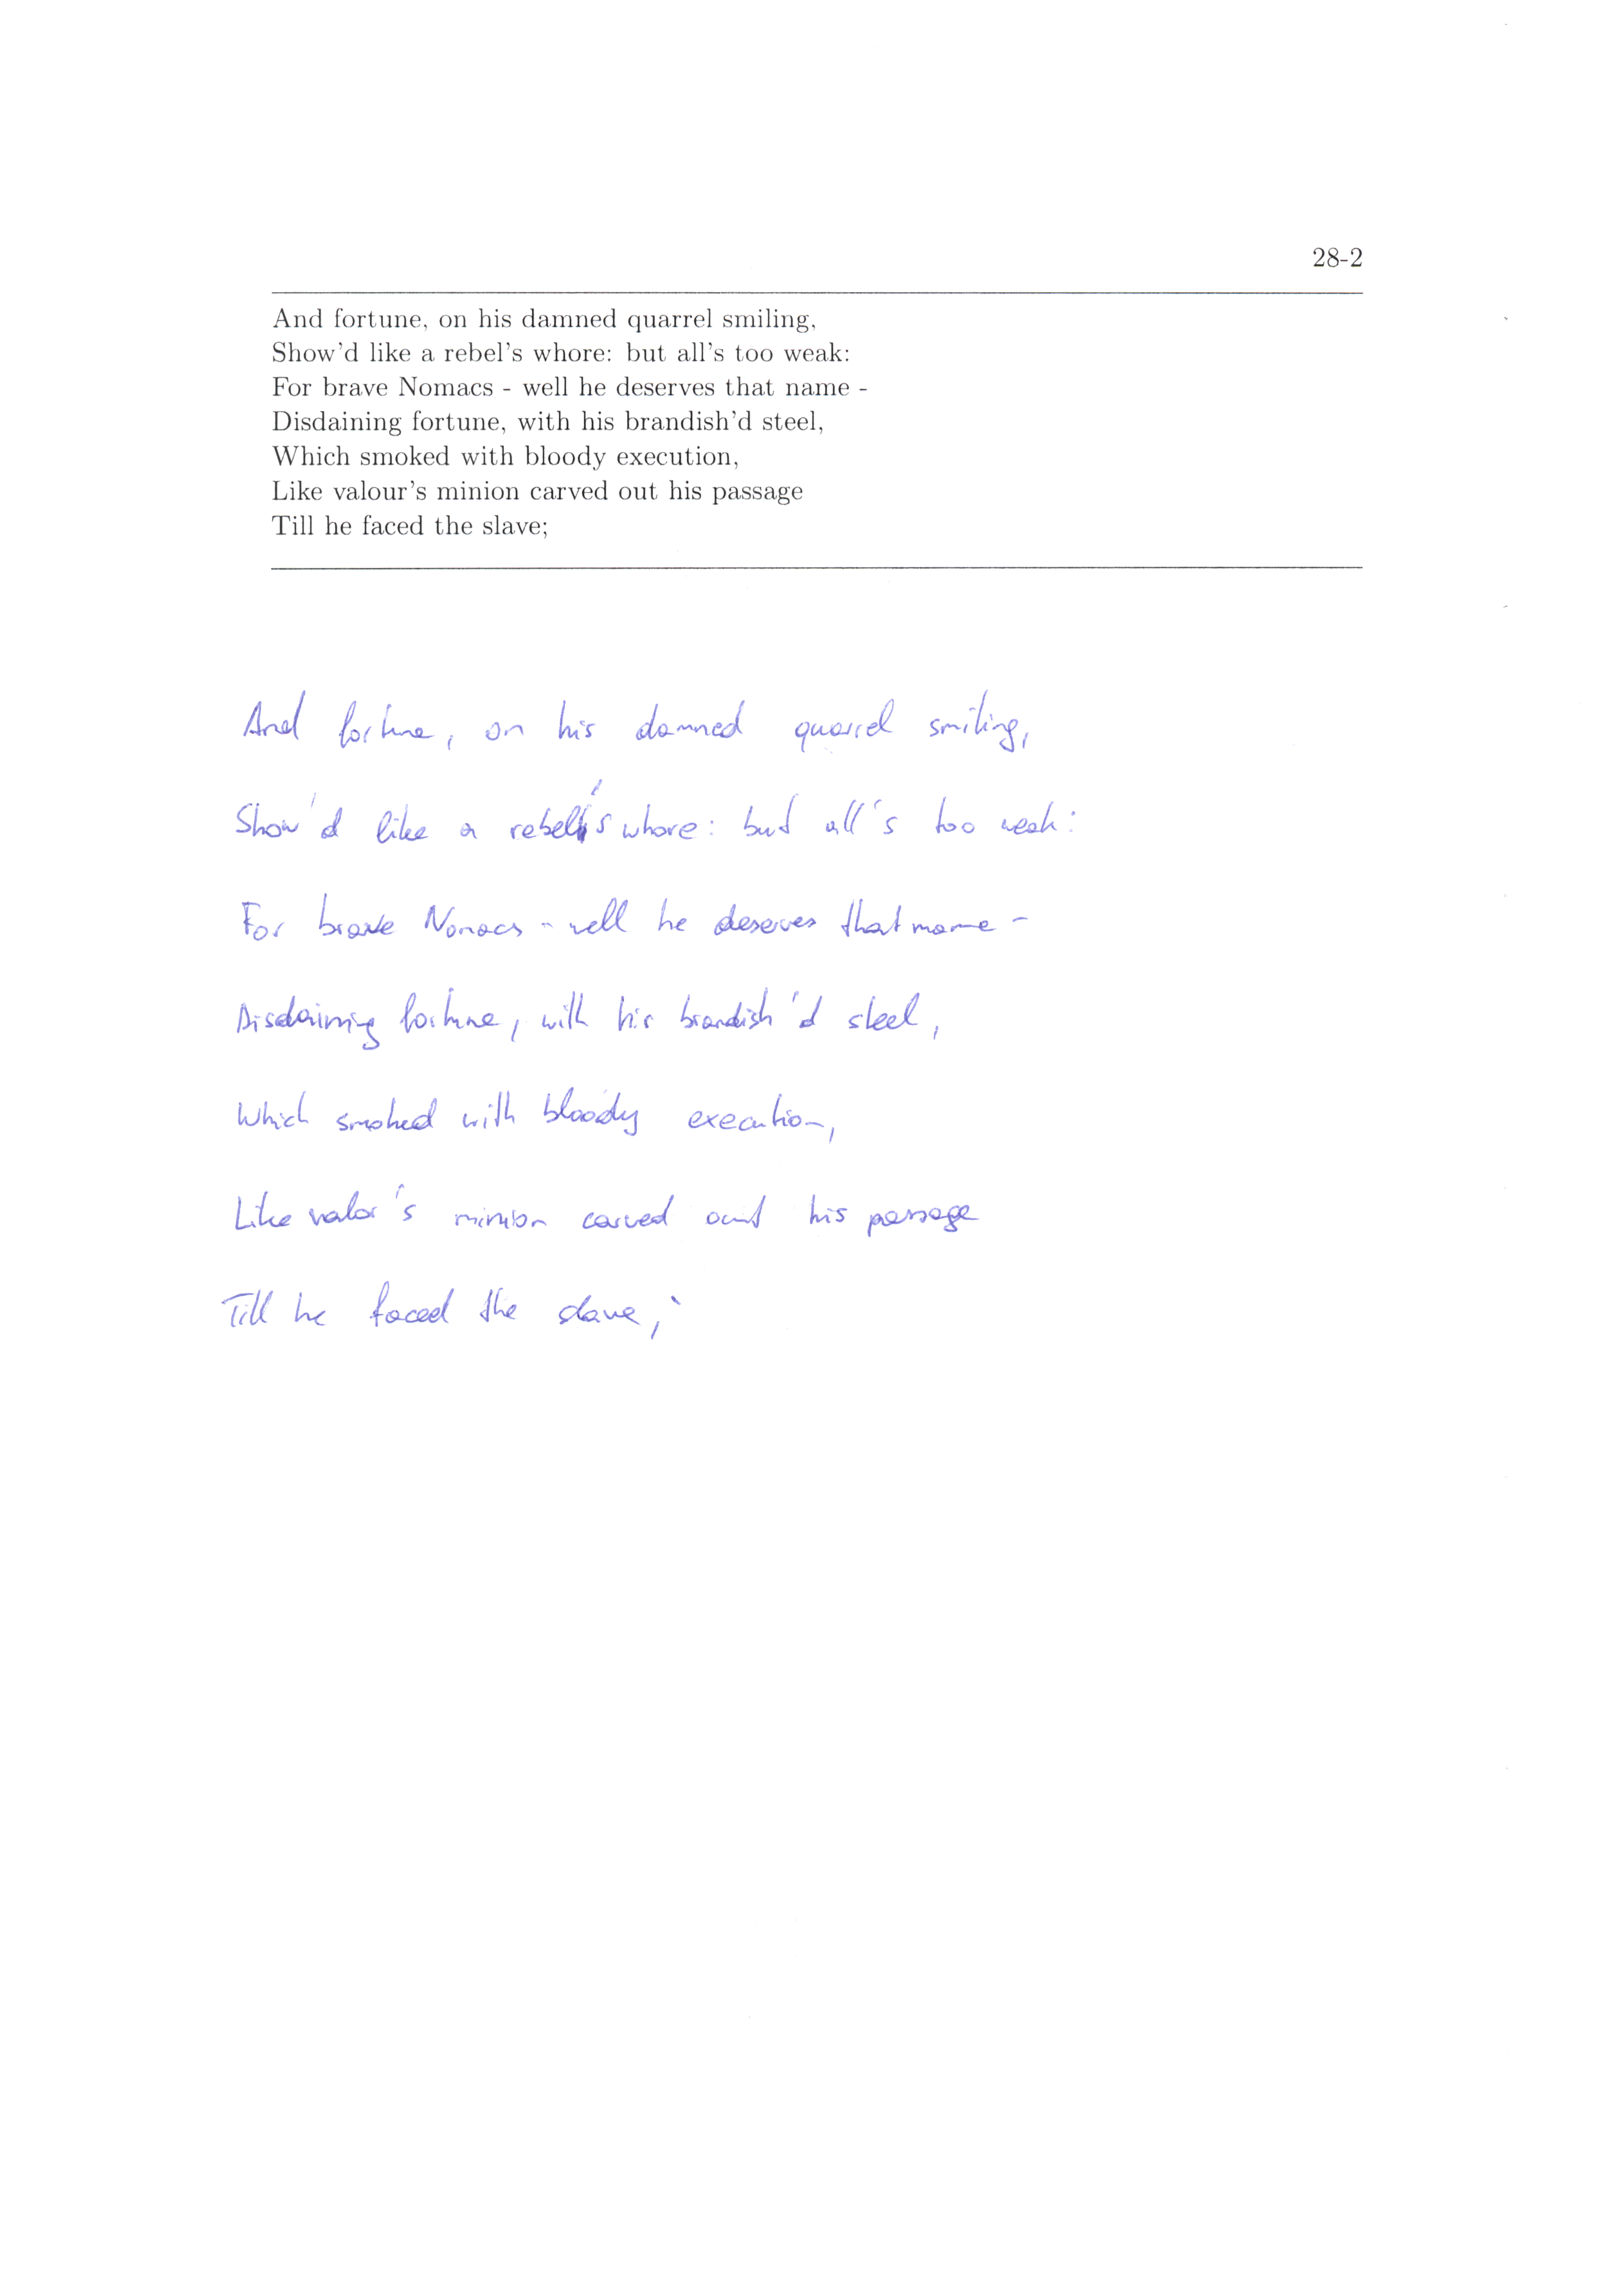 28-2
And fortune, on his damned quarrel smiling,
Show'd like a rebel's whore: but all's too weak:
For brave Nomacs - well he deserves that name -
Disdaining fortune, with his brandish'd steel,
Which smoked with bloody execution,
Like valour's minion carved out his passage
Till he faced the slave;
And fortune, on his damned quarrel smiling,
Show'd like a rebel's whore: but all's too weak:
For brave Nomacs - well he deserves that name -
Disdaining fortune, with his brandish'd steel,
Which smoked with bloody execution,
Like valor's minion carved out his passage
Till he faced the slave;